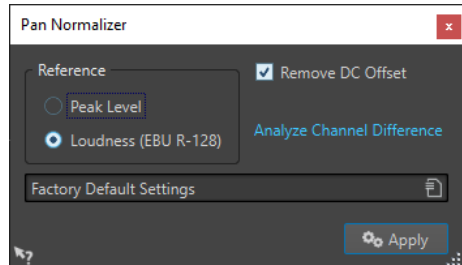 Pan Normalizer
x
Reference
Peak Level
Loudness (EBU R-128)
Remove DC Offset
Analyze Channel Difference
Factory Default Settings
Apply
?